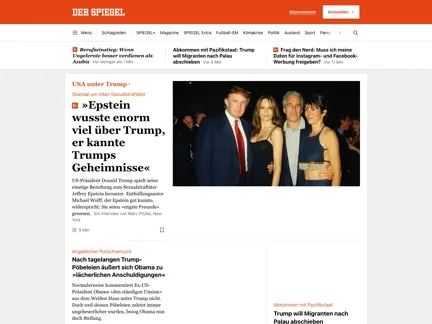 DER SPIEGEL
Abonnement
Anmelden
Menü
Schlagzeilen
SPIEGEL+
Magazine
SPIEGEL Extra
Fußball-EM
Klimakrise
Politik
Ausland
Sport
Berufseinstieg: Wenn
Ungelernte besser verdienen als
Azubis Vor weniger als 1 Min
Abkommen mit Pazifikstaat: Trump
will Migranten nach Palau
abschieben Vor 4 Min
Frag den Nerd: Muss ich meine
Daten für Instagram- und Facebook-
Werbung freigeben? Vor 11 Min
USA unter Trump ›
Skandal um toten Sexualstraftäter
»Epstein
wusste enorm
viel über Trump,
er kannte
Trumps
Geheimnisse«
US-Präsident Donald Trump spielt seine
einstige Beziehung zum Sexualstraftäter
Jeffrey Epstein herunter. Enthüllungsautor
Michael Wolff, der Epstein gut kannte,
widerspricht: Sie seien »engste Freunde«
gewesen. Ein Interview von Marc Pitzke, New
York
9 Min
Angeblicher Putschversuch
Nach tagelangen Trump-
Pöbeleien äußert sich Obama zu
»lächerlichen Anschuldigungen«
Normalerweise kommentiert Ex-US-
Präsident Obama »den ständigen Unsinn«
aus dem Weißen Haus unter Trump nicht.
Doch weil dessen Pöbeleien zuletzt immer
ungeheuerlicher wurden, bezog Obama nun
doch Stellung.
Abkommen mit Pazifikstaat
Trump will Migranten nach
Palau abschieben